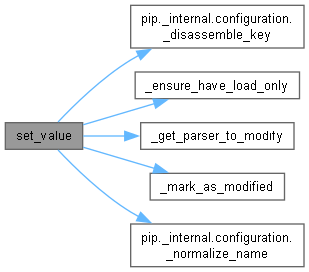 pip._internal.configuration.
_disassemble_key
_ensure_have_load_only
set_value
_get_parser_to_modify
_mark_as_modified
pip._internal.configuration.
_normalize_name